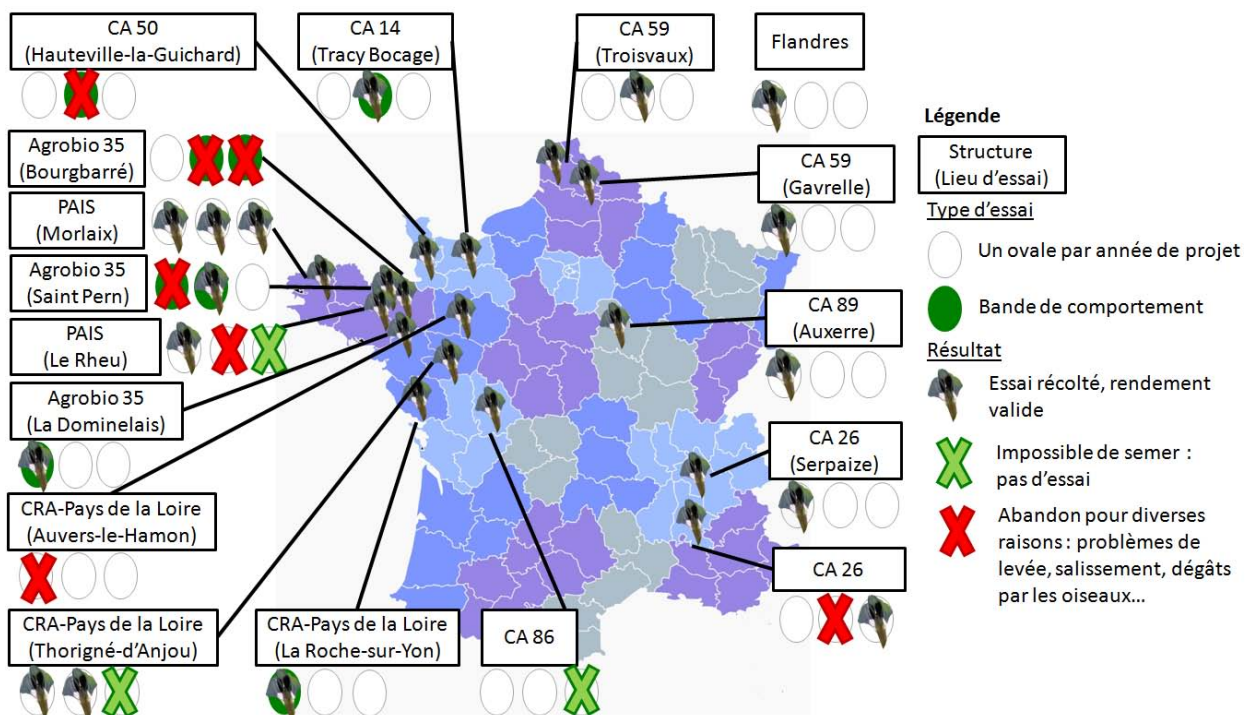 CA 50
(Hauteville-la-Guichard)
CA 14
(Tracy Bocage)
CA 59
(Troisvaux)
Flandres
Agrobio 35
(Bourgbarré)
PAIS
(Morlaix)
Agrobio 35
(Saint Pern)
PAIS
(Le Rheu)
Agrobio 35
(La Dominelais)
CRA-Pays de la Loire
(Auvers-le-Hamon)
CRA-Pays de la Loire
(Thorigné-d’Anjou)
CRA-Pays de la Loire
(La Roche-sur-Yon)
CA 86
CA 59
(Gavrelle)
CA 89
(Auxerre)
CA 26
(Serpaize)
CA 26
Légende
Structure
(Lieu d’essai)
Type d’essai
Un ovale par année de projet
Bande de comportement
Résultat
Essai récolté, rendement
valide
Impossible de semer :
pas d’essai
Abandon pour diverses
raisons : problèmes de
levée, salissement, dégâts
par les oiseaux...